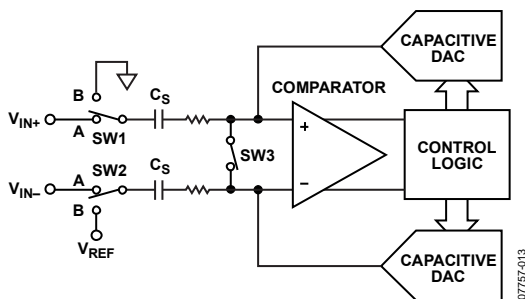 CAPACITIVE
DAC
COMPARATOR
B
CS
VIN+
A
SW1
+
SW3
CONTROL
LOGIC
SW2
CS
VIN–
A
–
B
VREF
CAPACITIVE
DAC
07757-013